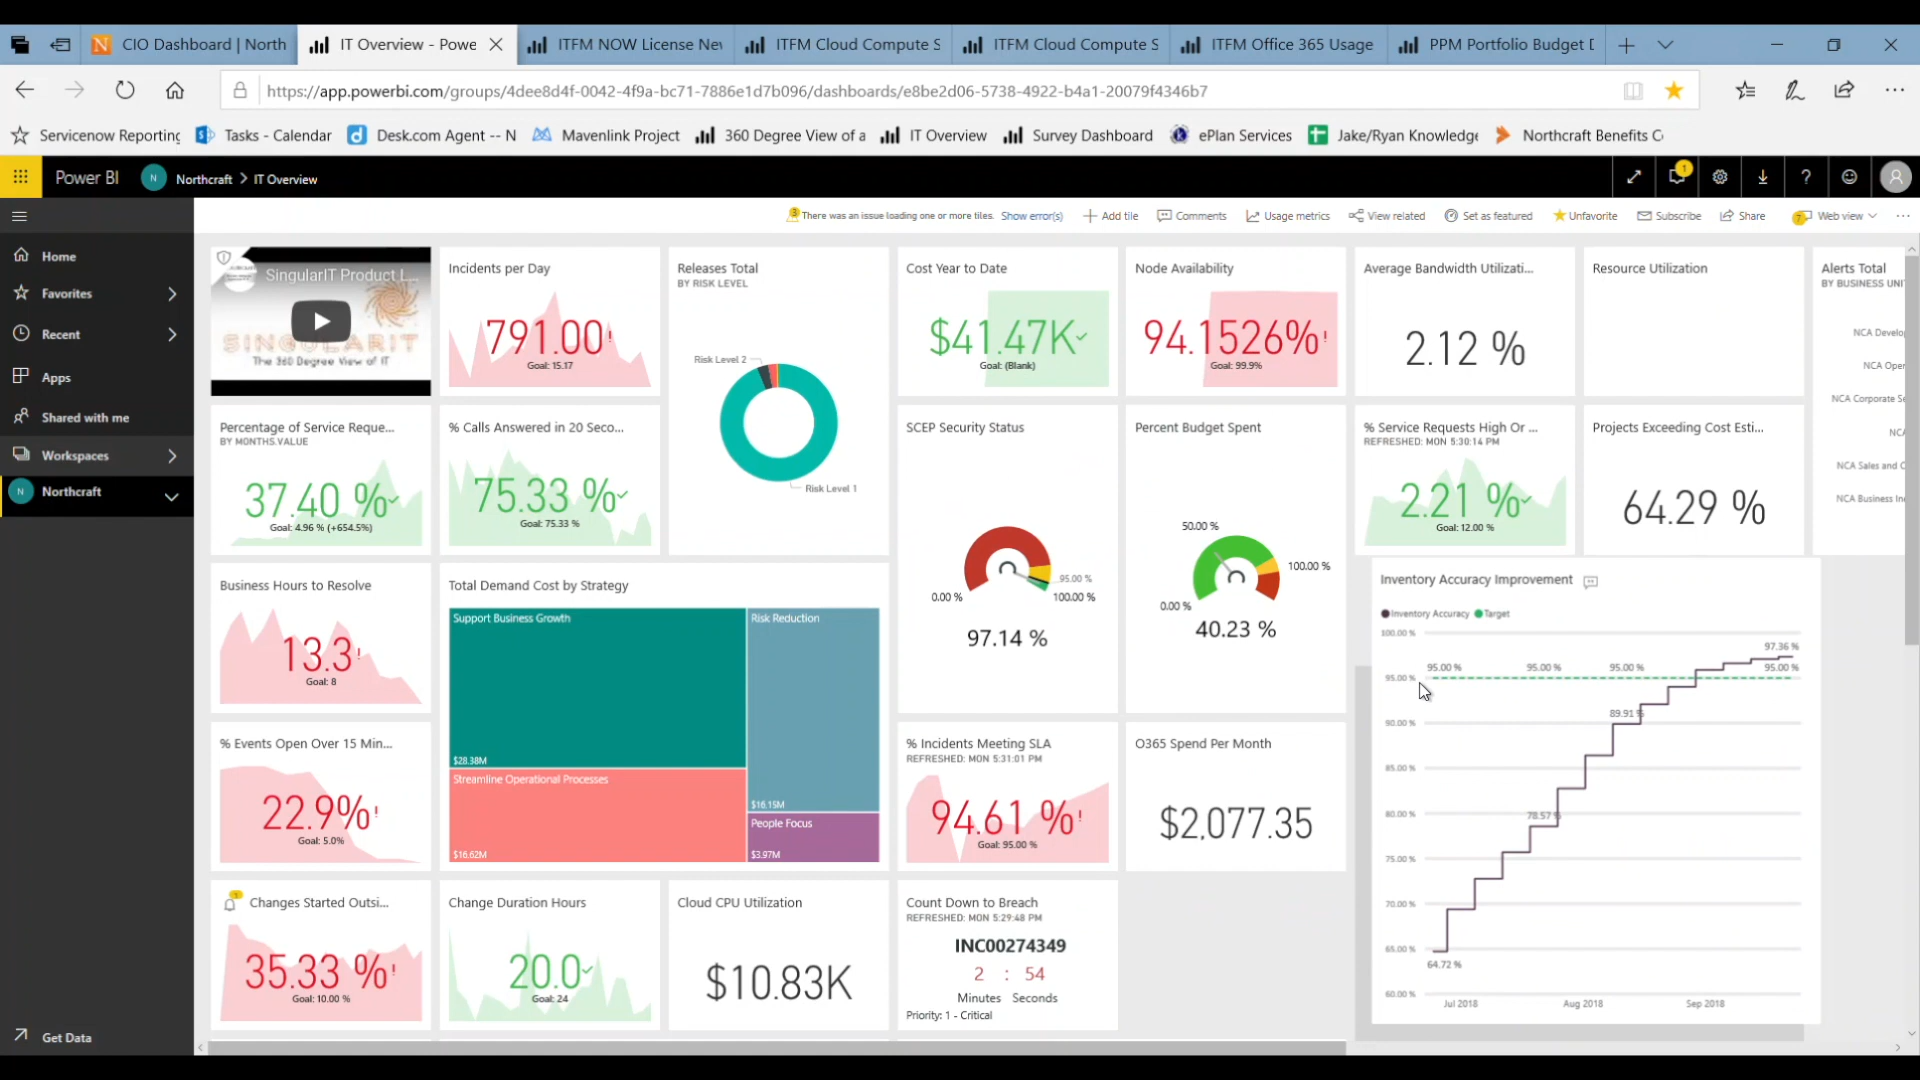 CIO Dashboard | North
IT Overview - Powe
ITFM NOW License Nev
ITFM Cloud Compute S
ITFM Cloud Compute S
ITFM Office 365 Usage
PPM Portfolio Budget D
https://app.powerbi.com/groups/4dee8d4f-0042-4f9a-bc71-7886e1d7b096/dashboards/e8be2d06-5738-4922-b4a1-20079f4346b7
Servicenow Reporting
Tasks - Calendar
Desk.com Agent -- N
Mavenlink Project
360 Degree View of a
IT Overview
Survey Dashboard
ePlan Services
Jake/Ryan Knowledge
Northcraft Benefits C
Power BI
N
Northcraft > IT Overview
1
3 There was an issue loading one or more tiles. Show error(s)
Add tile
Comments
Usage metrics
View related
Set as featured
Unfavorite
Subscribe
Share
7 Web view
Home
Favorites
Recent
Apps
Shared with me
Workspaces
N Northcraft
Get Data
SingularIT Product L...
SINGULARIT
The 360 Degree View of IT
Incidents per Day
791.00!
Goal: 15.17
Releases Total
BY RISK LEVEL
Risk Level 2
Risk Level 1
Cost Year to Date
$41.47K
Goal: (Blank)
Node Availability
94.1526%!
Goal: 99.9%
Average Bandwidth Utilizati...
2.12 %
Resource Utilization
Alerts Total
BY BUSINESS UNI
NCA Develo
NCA Oper
NCA Corporate Se
NCA
NCA Sales and C
NCA Business In
Percentage of Service Reque...
BY MONTHS.VALUE
37.40 %
Goal: 4.96 % (+654.5%)
% Calls Answered in 20 Seco...
75.33 %
Goal: 75.33 %
SCEP Security Status
95.00 %
0.00 %
100.00 %
97.14 %
Percent Budget Spent
50.00 %
100.00 %
0.00 %
40.23 %
% Service Requests High Or ...
REFRESHED: MON 5:30:14 PM
2.21 %
Goal: 12.00 %
Projects Exceeding Cost Esti...
64.29 %
Business Hours to Resolve
13.3!
Goal: 8
Total Demand Cost by Strategy
Support Business Growth
$28.38M
Risk Reduction
$16.15M
Streamline Operational Processes
$16.62M
People Focus
$3.97M
Inventory Accuracy Improvement
Inventory Accuracy
Target
100.00 %
97.36 %
95.00 %
95.00 %
95.00 %
95.00 %
95.00 %
89.91 %
90.00 %
85.00 %
80.00 %
78.57 %
75.00 %
70.00 %
65.00 %
64.72 %
60.00 %
Jul 2018
Aug 2018
Sep 2018
% Events Open Over 15 Min...
22.9%!
Goal: 5.0%
% Incidents Meeting SLA
REFRESHED: MON 5:31:01 PM
94.61 %!
Goal: 95.00 %
O365 Spend Per Month
$2,077.35
Changes Started Outsi...
35.33 %!
Goal: 10.00 %
Change Duration Hours
20.0
Goal: 24
Cloud CPU Utilization
$10.83K
Count Down to Breach
REFRESHED: MON 5:29:48 PM
INC00274349
2 : 54
Minutes Seconds
Priority: 1 - Critical